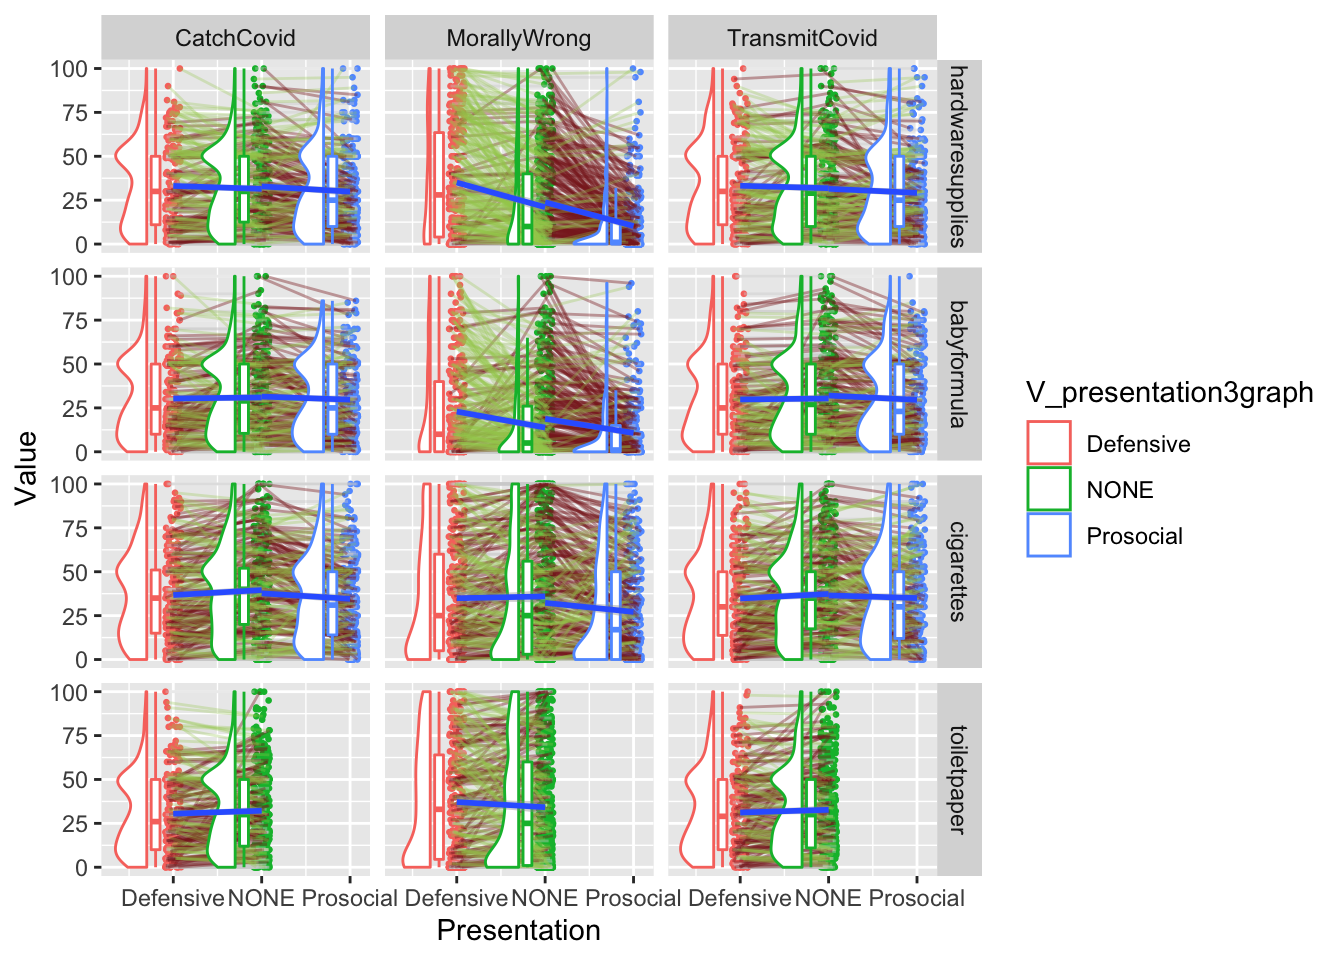 CatchCovid MorallyWrong TransmitCovid
100
75
50
25
0
hardwaresupplies
100
75
50
25
0
babyformula
100
75
50
25
0
cigarettes
100
75
50
25
0
toiletpaper
Value
Defensive NONE Prosocial Defensive NONE Prosocial Defensive NONE Prosocial
Presentation
V_presentation3graph
Defensive
NONE
Prosocial